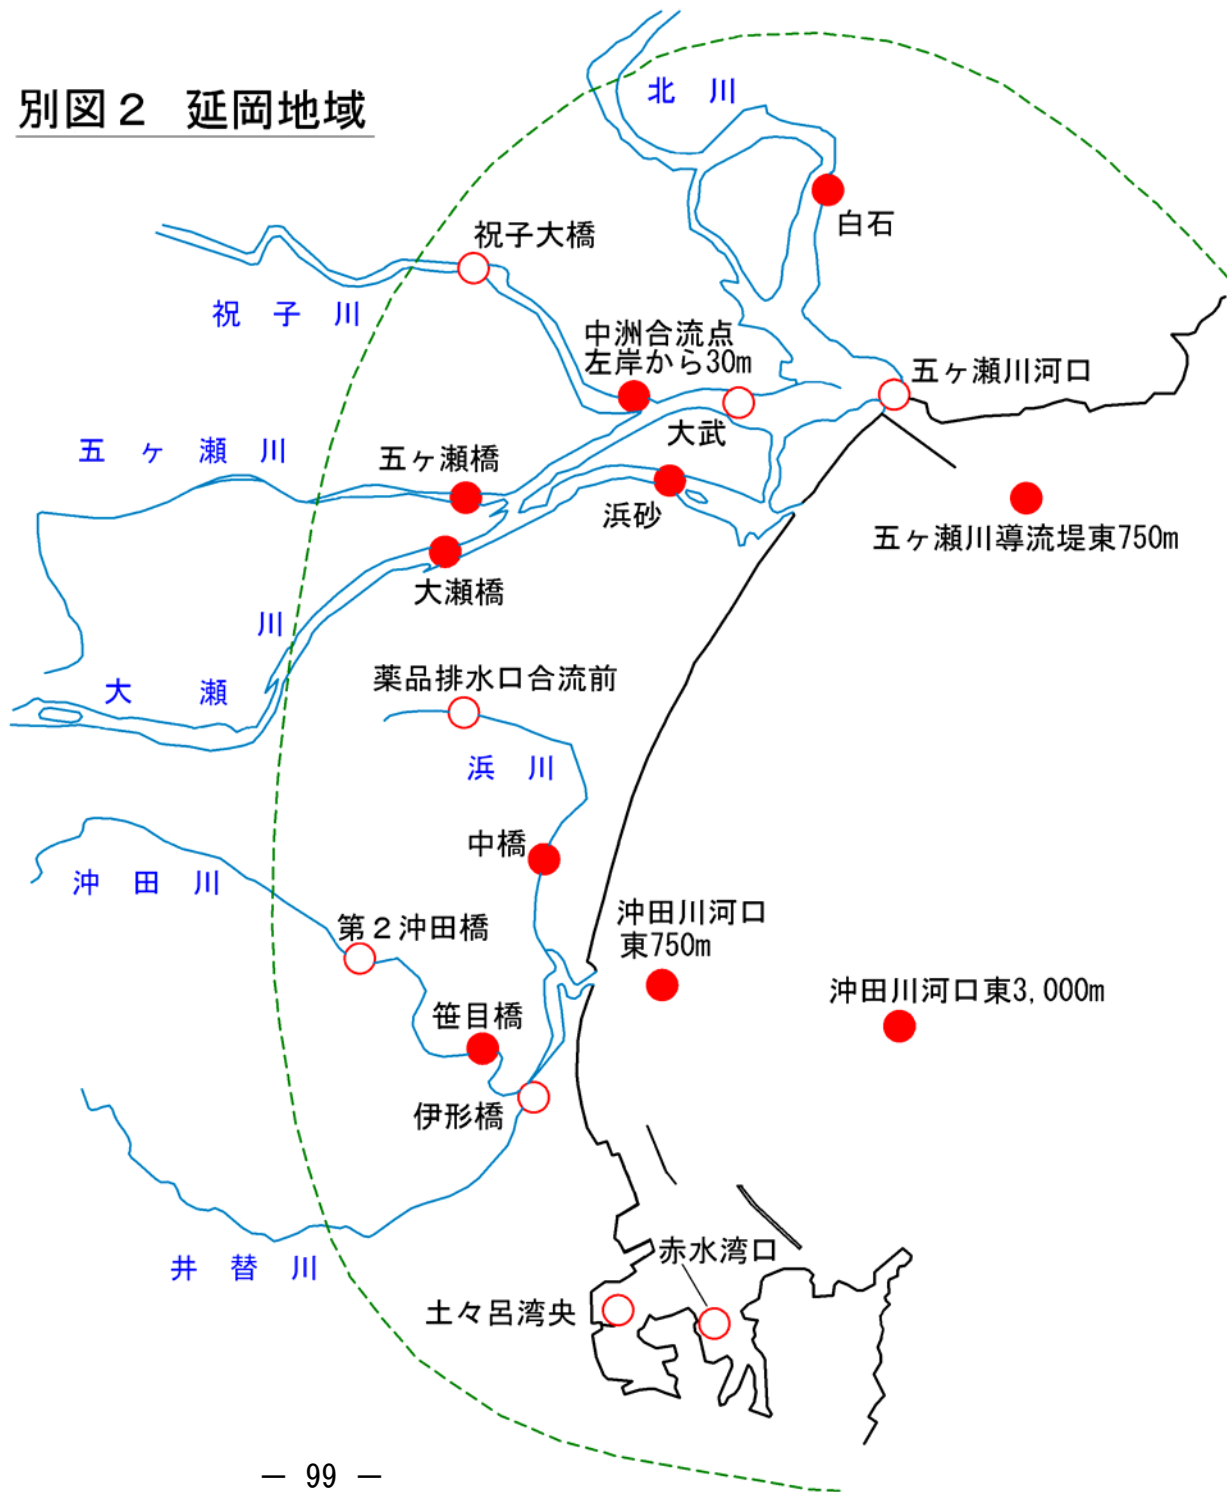 別図２　延岡地域
北　川
白石
祝子大橋
祝　子　川
中洲合流点
左岸から30m
五ヶ瀬川河口
大武
五　ヶ　瀬　川
五ヶ瀬橋
浜砂
五ヶ瀬川導流堤東750m
大瀬橋
大　瀬　川
薬品排水口合流前
浜　川
中橋
沖　田　川
第２沖田橋
沖田川河口
東750m
沖田川河口東3,000m
笹目橋
伊形橋
井　替　川
赤水湾口
土々呂湾央
－ 99 －